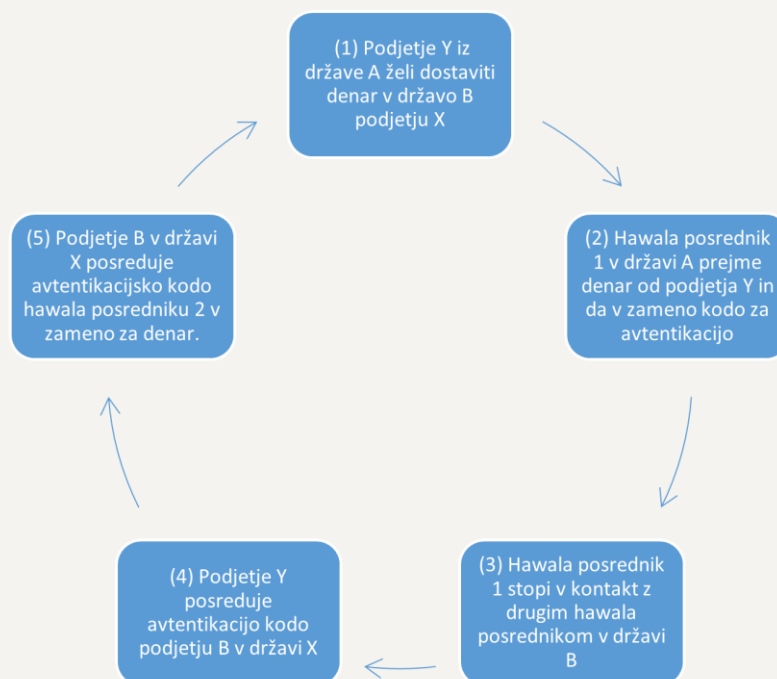 (1) Podjetje Y iz
države A želi dostaviti
denar v državo B
podjetju X
(2) Hawala posrednik
1 v državi A prejme
denar od podjetja Y in
da v zameno kodo za
avtentikacijo
(3) Hawala posrednik
1 stopi v kontakt z
drugim hawala
posrednikom v državi
B
(4) Podjetje Y
posreduje
avtentikacijo kodo
podjetju B v državi X
(5) Podjetje B v državi
X posreduje
avtentikacijsko kodo
hawala posredniku 2 v
zameno za denar.